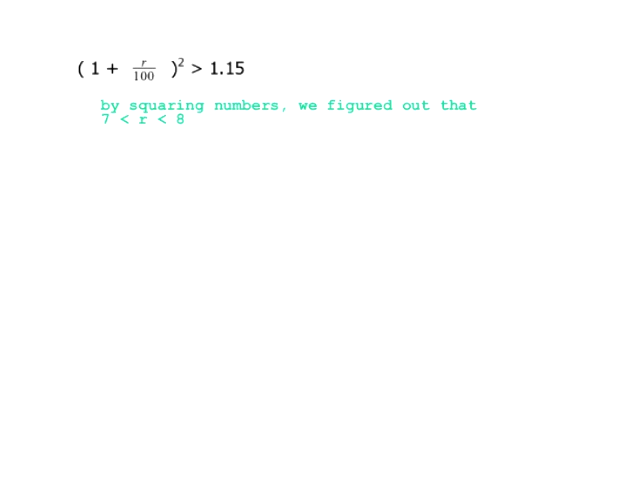 ( 1 + r/100 )² > 1.15
by squaring numbers, we figured out that
7 < r < 8